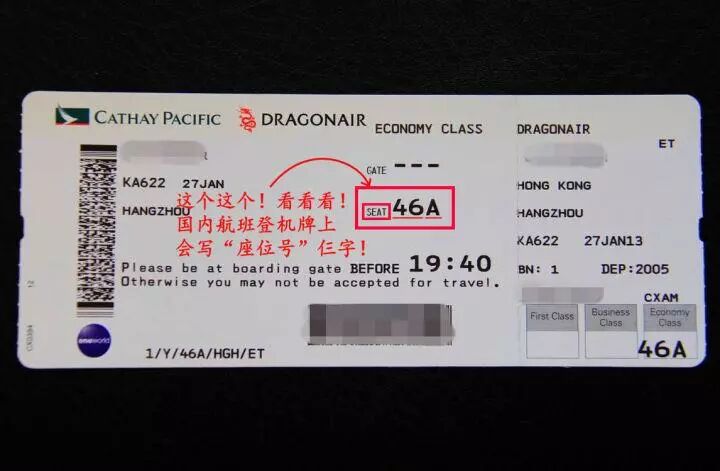 CATHAY PACIFIC
DRAGONAIR
ECONOMY CLASS
GATE ---
KA622 27JAN
这个这个！看看看！
SEAT 46A
HANGZHOU
国内航班登机牌上
会写“座位号”仨字！
Please be at boarding gate BEFORE 19:40
Otherwise you may not be accepted for travel.
oneworld
1/Y/46A/HGH/ET
CX0384
12
DRAGONAIR
ET
HONG KONG
HANGZHOU
KA622 27JAN13
BN: 1 DEP:2005
CXAM
First Class
Business Class
Economy Class
46A